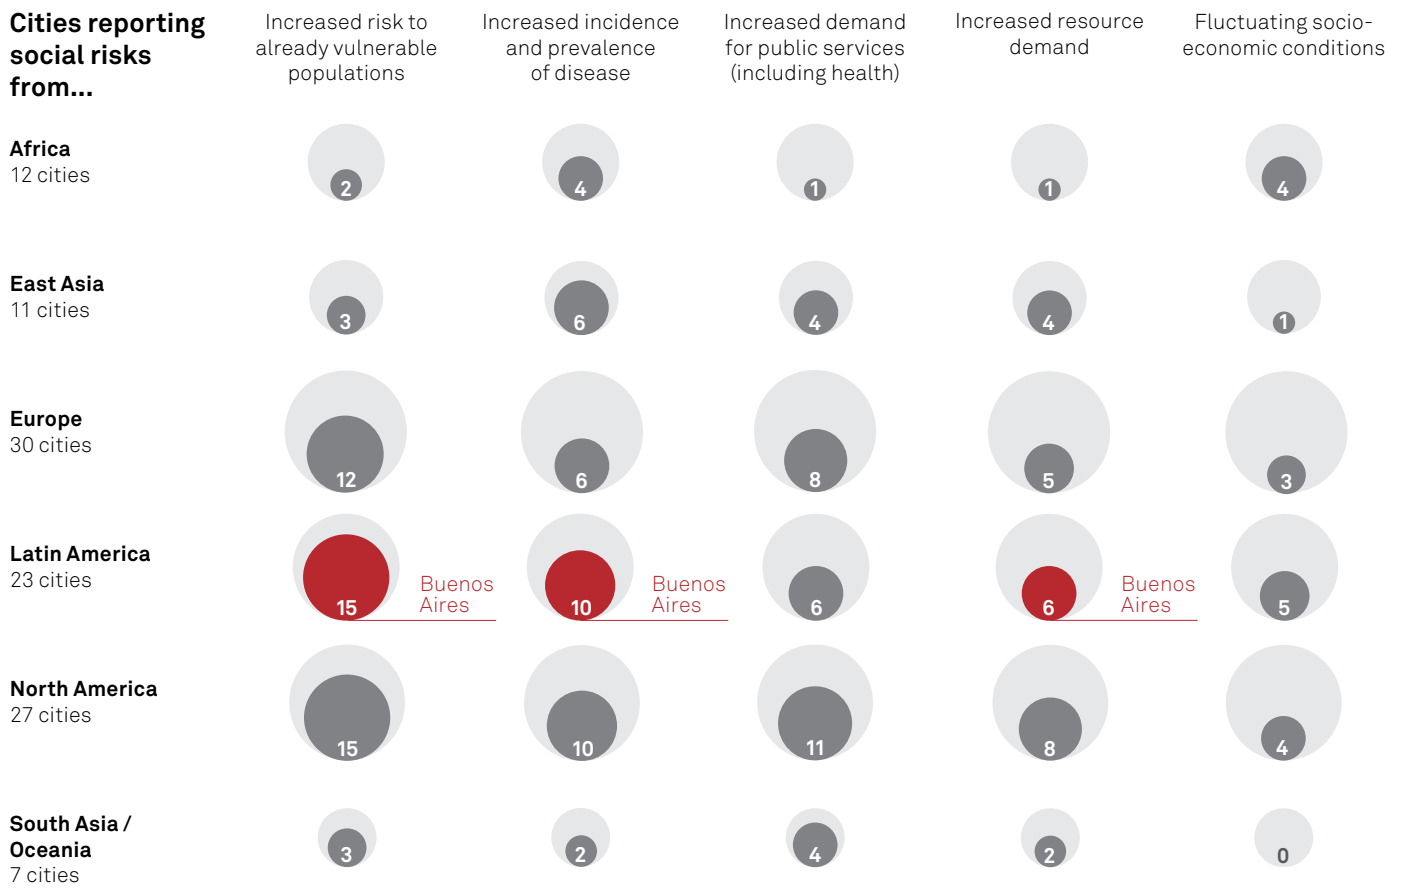 Cities reporting
social risks
from...
Increased risk to
already vulnerable
populations
Increased incidence
and prevalence
of disease
Increased demand
for public services
(including health)
Increased resource
demand
Fluctuating socio-
economic conditions
Africa
12 cities
2
4
1
1
4
East Asia
11 cities
3
6
4
4
1
Europe
30 cities
12
6
8
5
3
Latin America
23 cities
15
Buenos
Aires
10
Buenos
Aires
6
6
Buenos
Aires
5
North America
27 cities
15
10
11
8
4
South Asia /
Oceania
7 cities
3
2
4
2
0